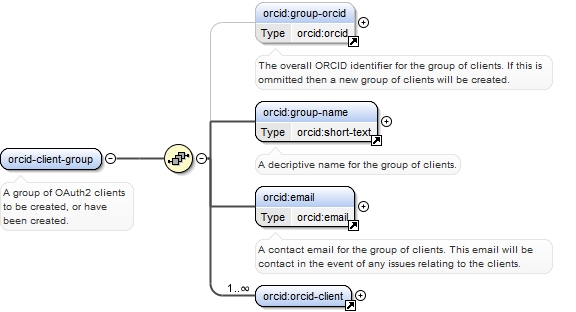 orcid:group-orcid
Type orcid:orcid
The overall ORCID identifier for the group of clients. If this is
ommitted then a new group of clients will be created.
orcid:group-name
Type orcid:short-text
A decriptive name for the group of clients.
orcid-client-group
A group of OAuth2 clients
to be created, or have
been created.
orcid:email
Type orcid:email
A contact email for the group of clients. This email will be
contact in the event of any issues relating to the clients.
1..∞
orcid:orcid-client